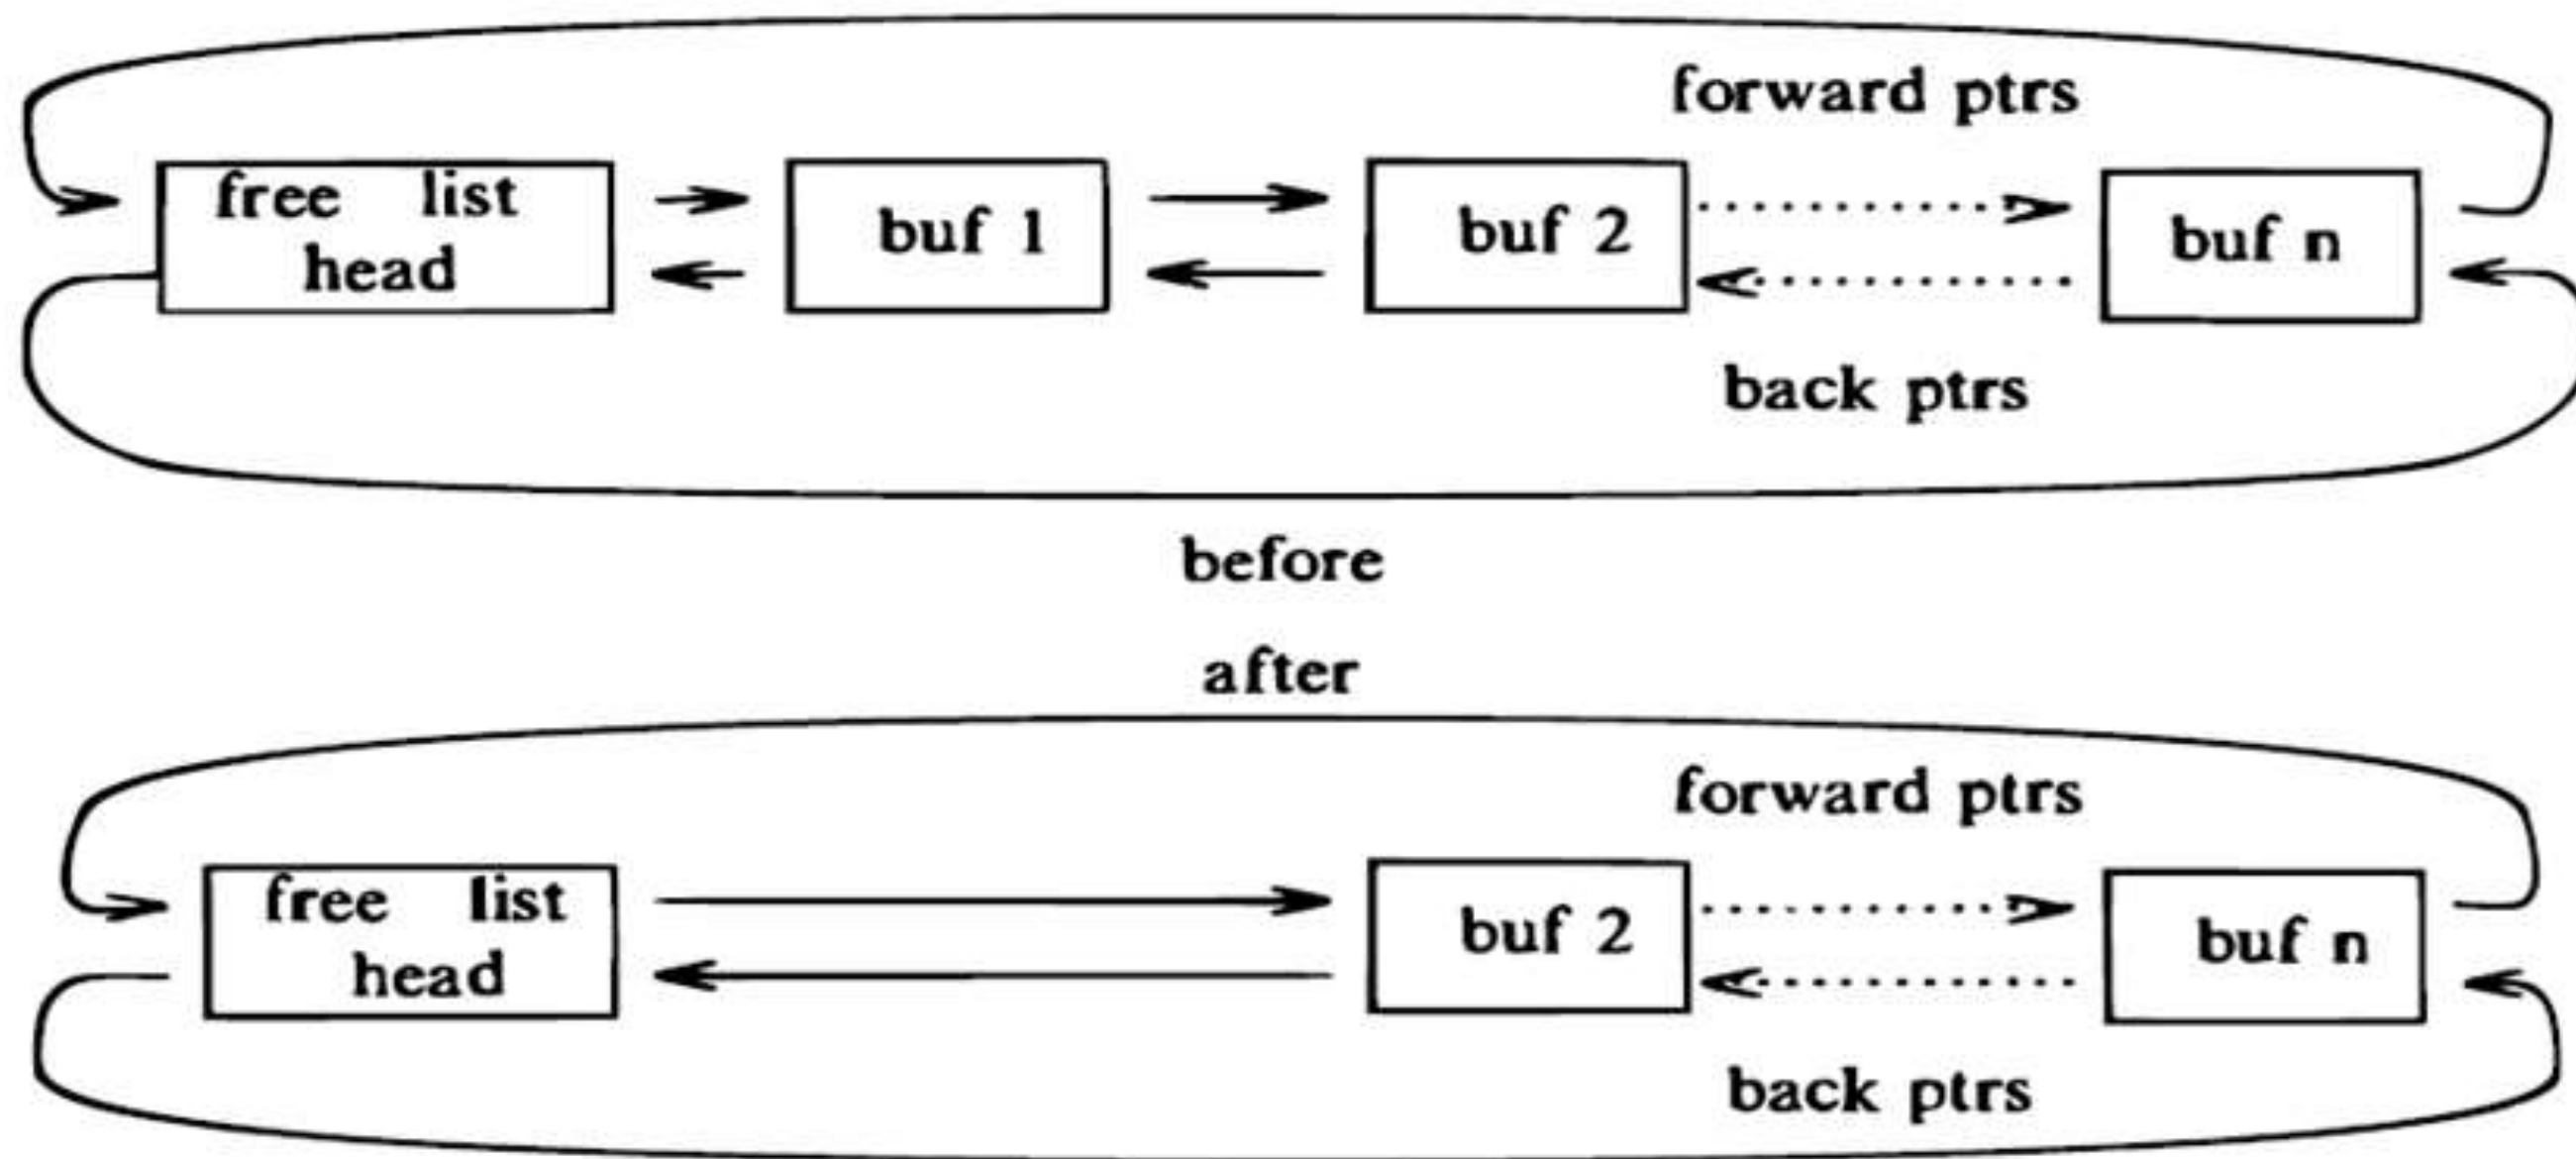 forward ptrs
free list
head
buf 1
buf 2
buf n
back ptrs
before
after
forward ptrs
free list
head
buf 2
buf n
back ptrs